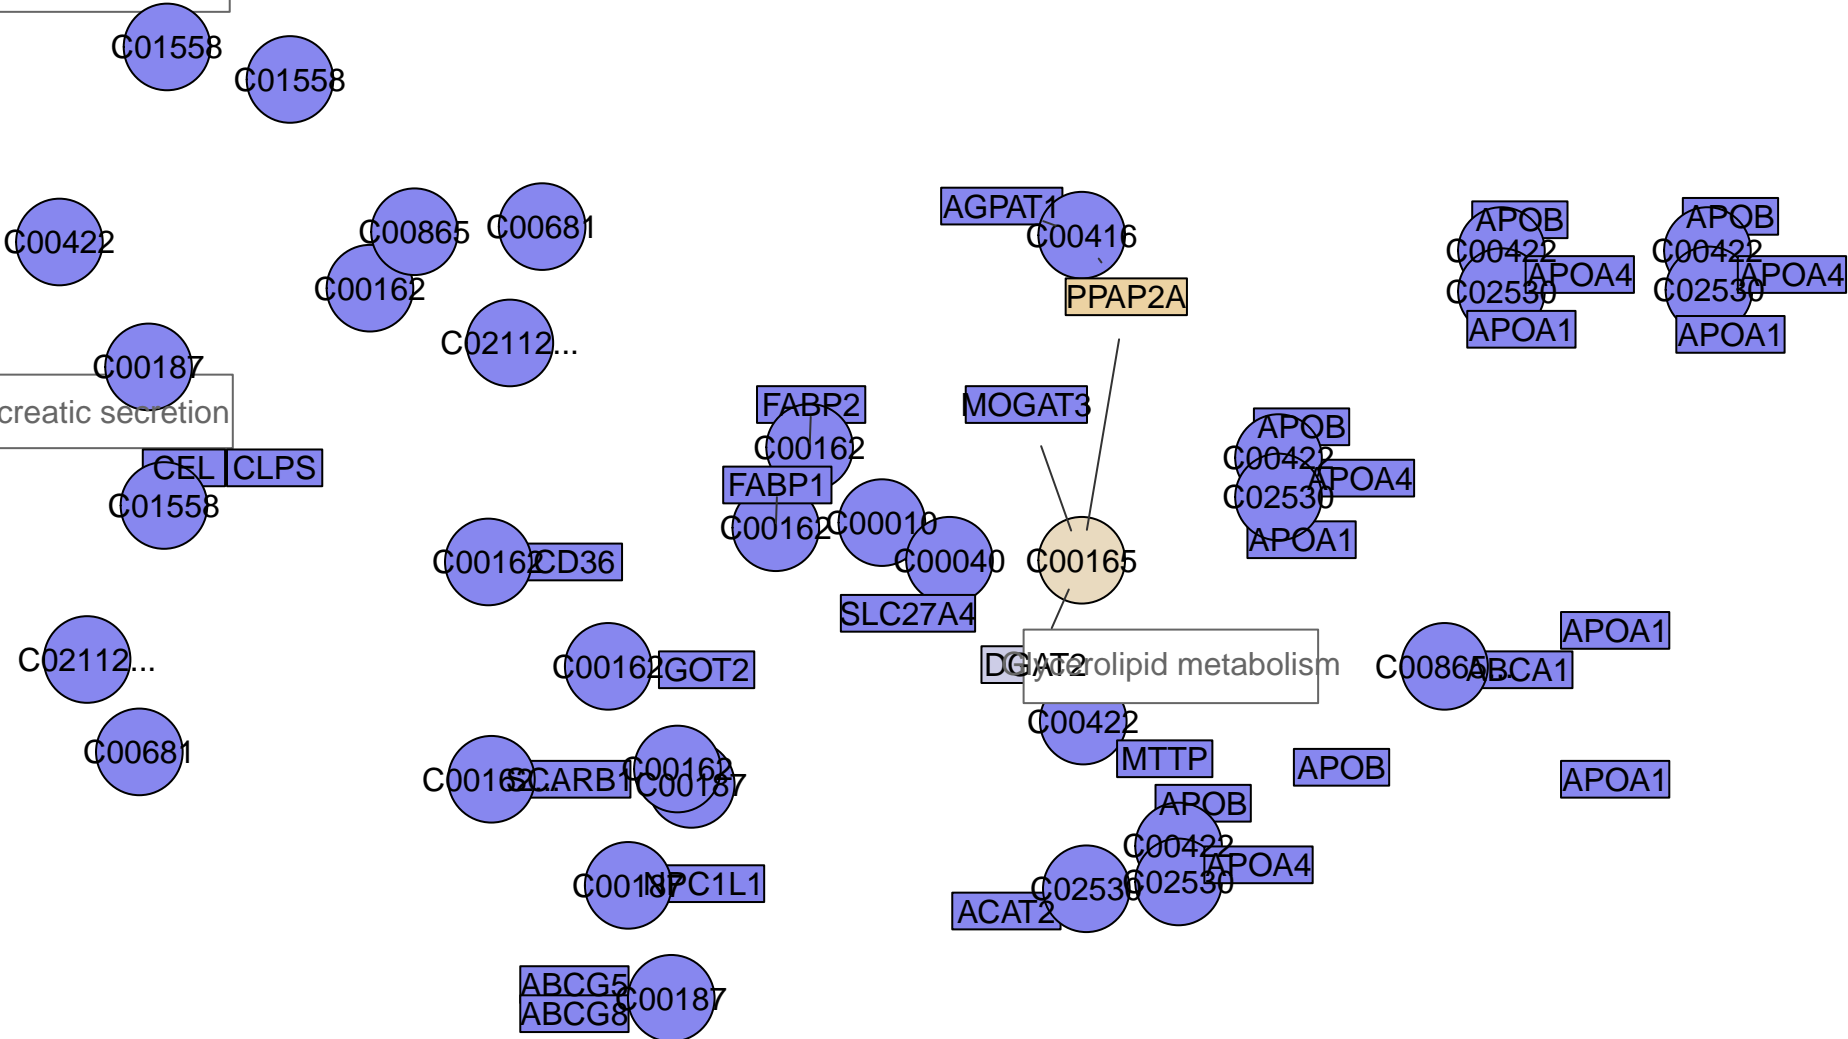 C01558
C01558
AGPAT1
C00422
C00865
C00681
C00416
APOB
C00422
APOA4
C02530
APOA1
APOB
C00422
APOA4
C02530
APOA1
C00162
PPAP2A
C02112...
C00187
creatic secretion
FABP2
C00162
MOGAT3
APOB
C00422
APOA4
C02530
APOA1
CEL
CLPS
C01558
FABP1
C00162
C00010
C00040
C00165
C00162
CD36
SLC27A4
APOA1
C02112...
C00162
GOT2
DGAT2
Glycerolipid metabolism
C00865...
ABCA1
C00422
C00681
MTTP
APOB
APOA1
C00162...
SCARB1
C00162
C00187
APOB
C00422
APOA4
C02530
C02530
ACAT2
C00187
NPC1L1
ABCG5
ABCG8
C00187